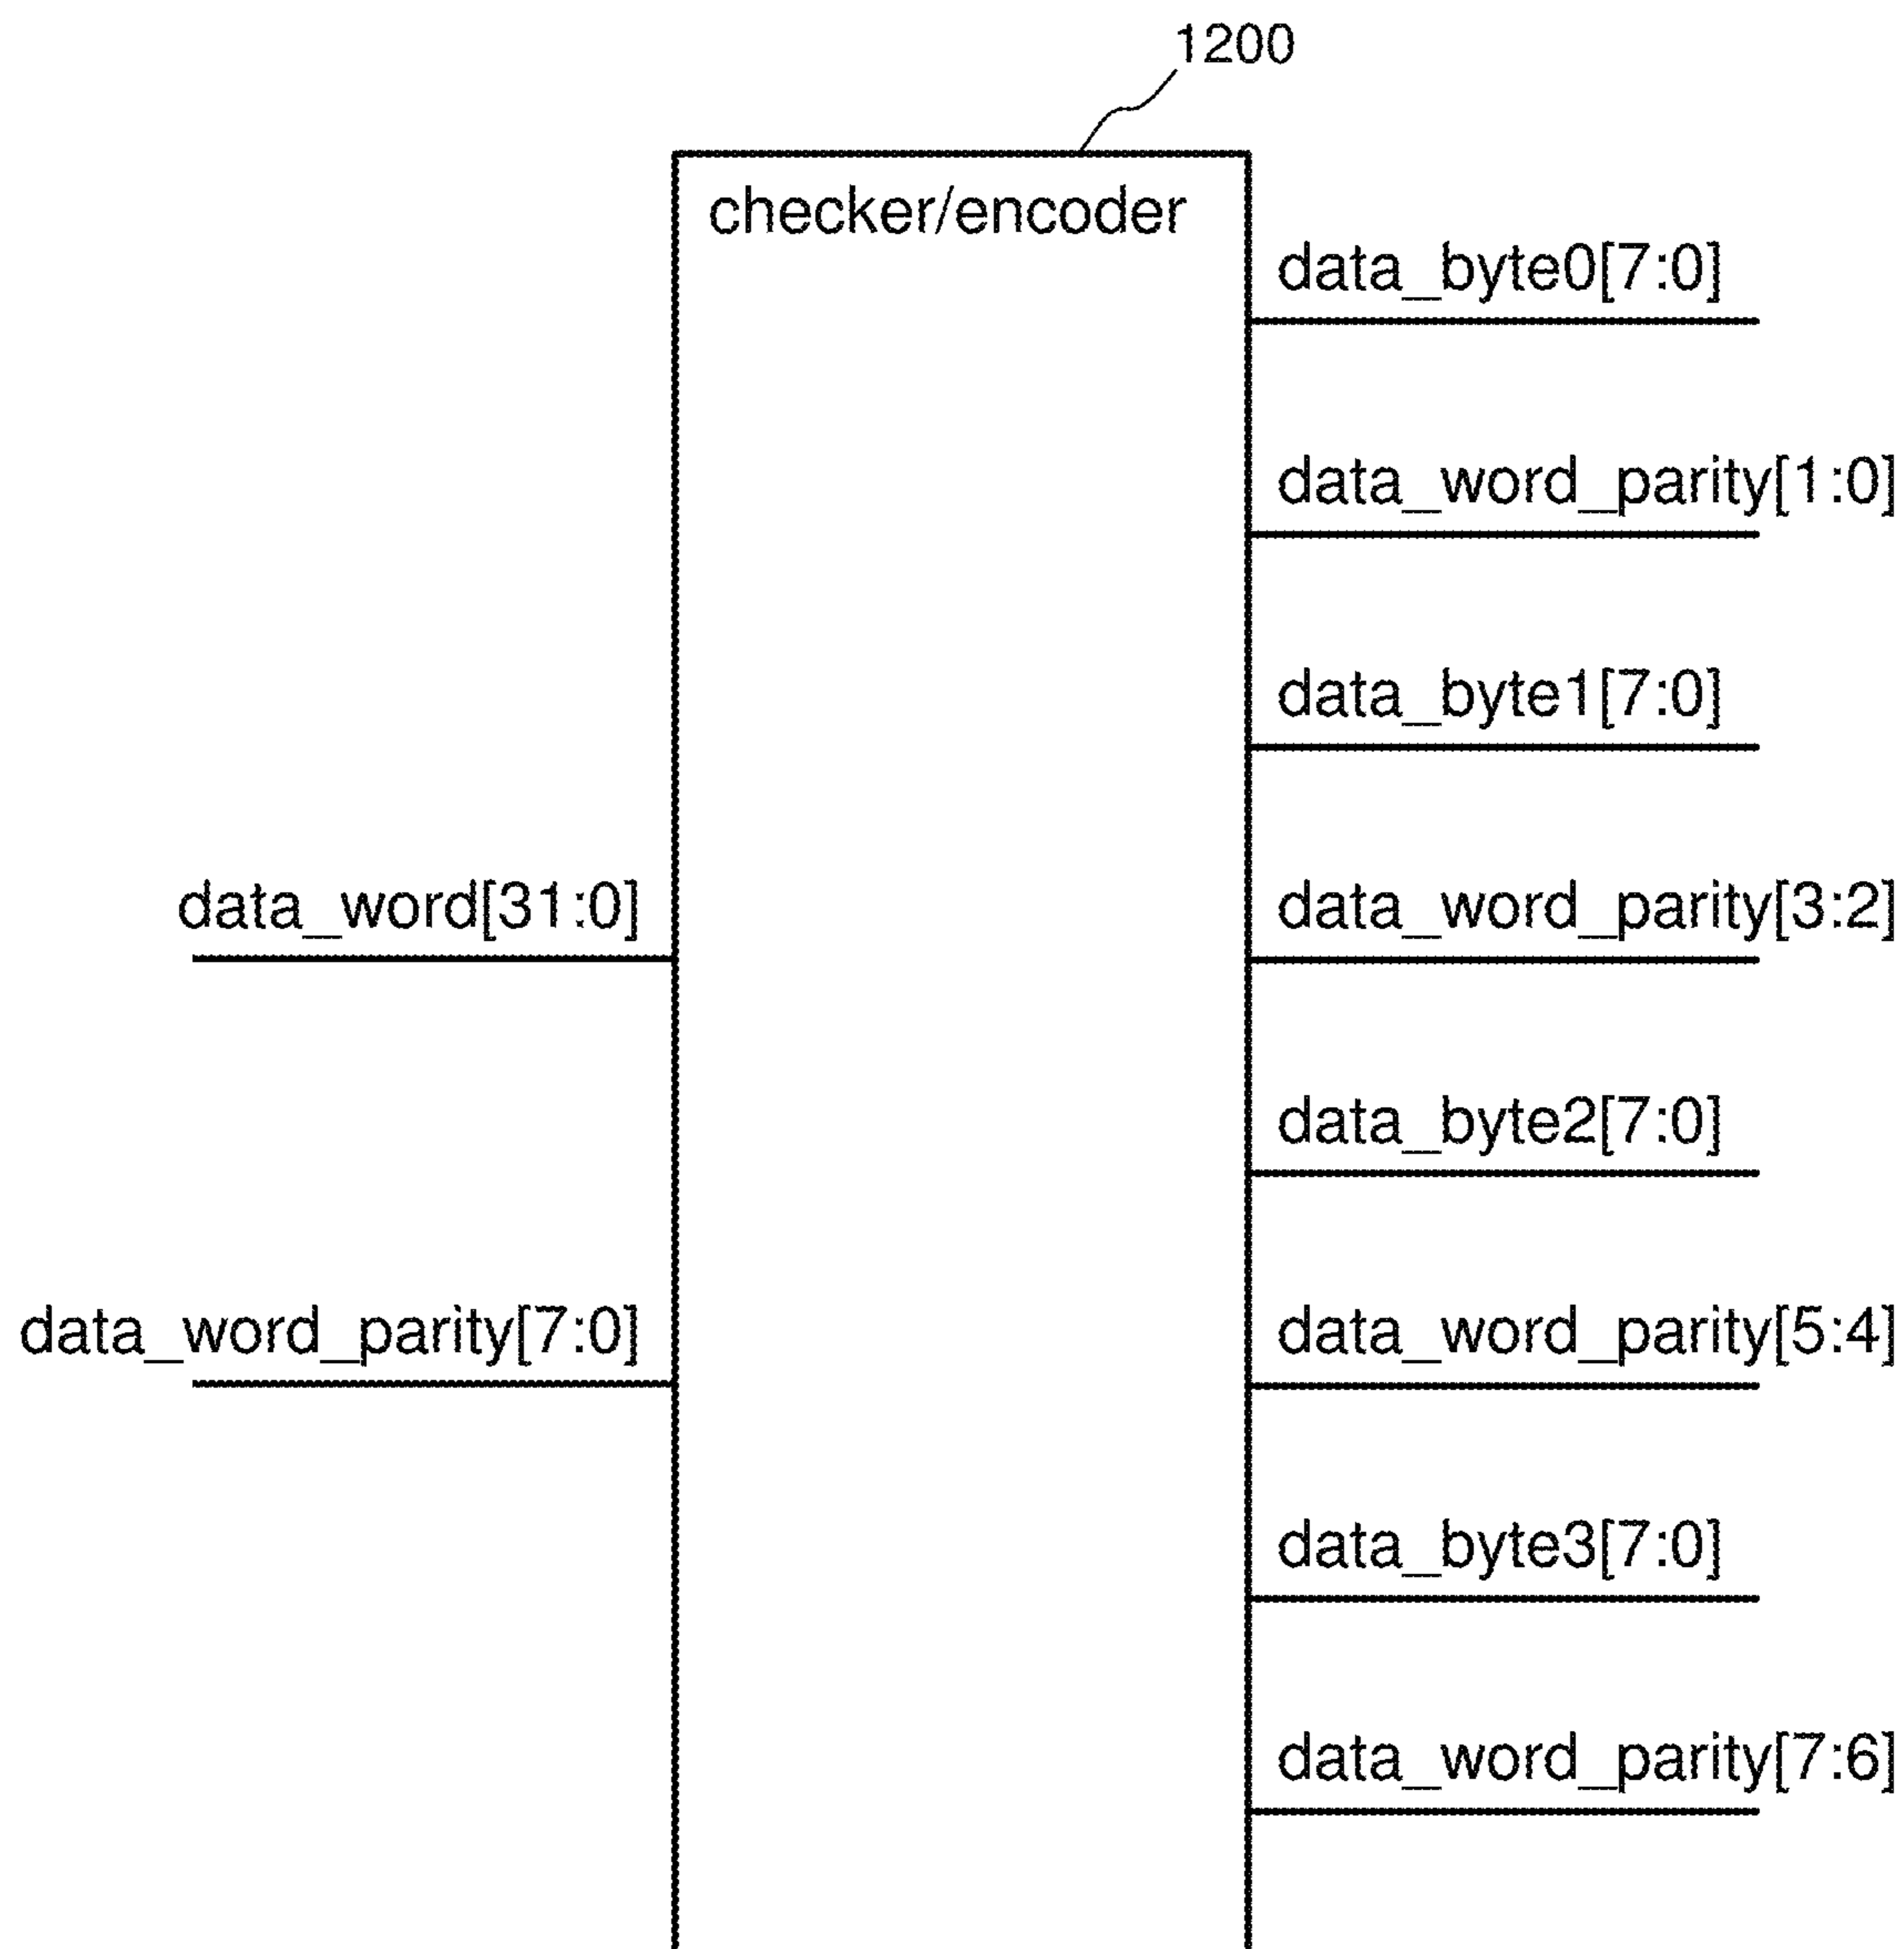 1200
checker/encoder
data_byte0[7:0]
data_word_parity[1:0]
data_byte1[7:0]
data_word[31:0]
data_word_parity[3:2]
data_byte2[7:0]
data_word_parity[7:0]
data_word_parity[5:4]
data_byte3[7:0]
data_word_parity[7:6]